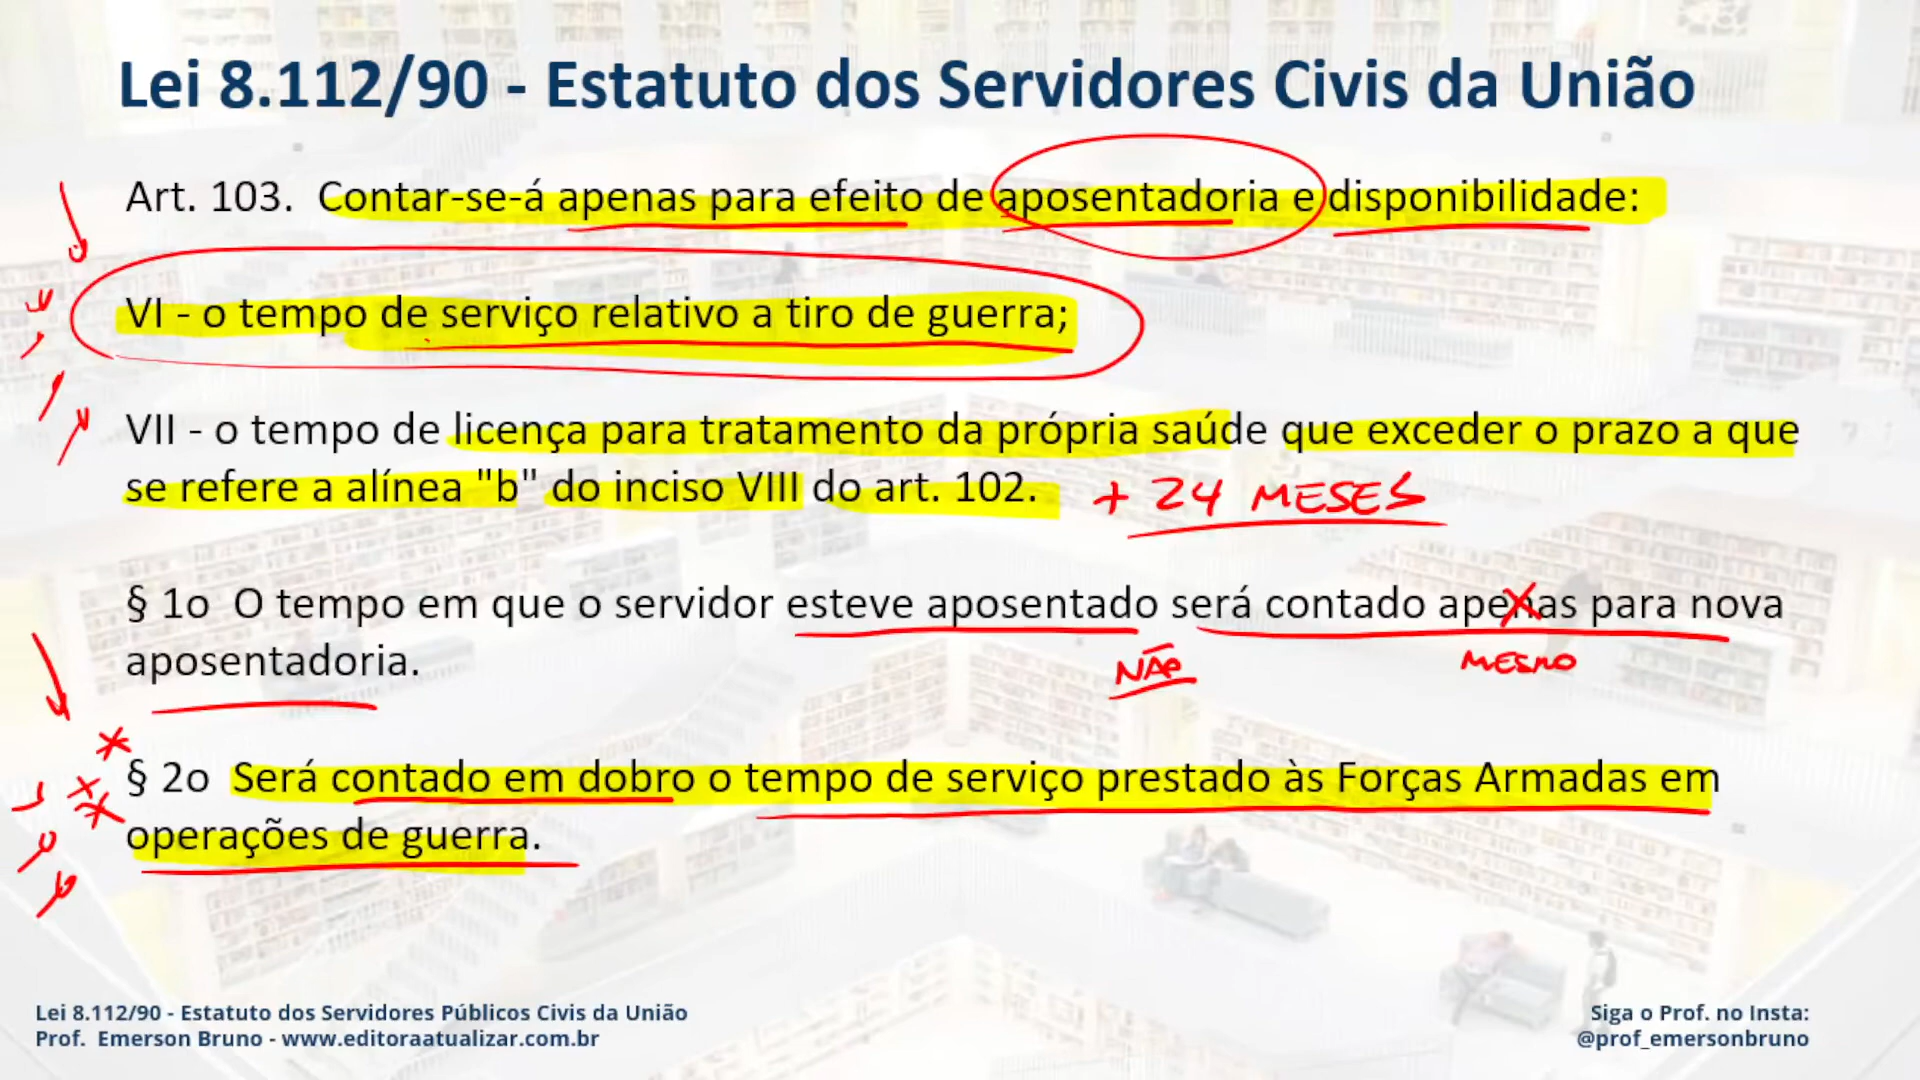 Lei 8.112/90 - Estatuto dos Servidores Civis da União
Art. 103. Contar-se-á apenas para efeito de aposentadoria e disponibilidade:
VI - o tempo de serviço relativo a tiro de guerra;
VII - o tempo de licença para tratamento da própria saúde que exceder o prazo a que
se refere a alínea "b" do inciso VIII do art. 102.
+ 24 MESES
§ 1o O tempo em que o servidor esteve aposentado será contado apenas para nova
aposentadoria.
NÃO
MESMO
§ 2o Será contado em dobro o tempo de serviço prestado às Forças Armadas em
operações de guerra.
Lei 8.112/90 - Estatuto dos Servidores Públicos Civis da União
Prof. Emerson Bruno - www.editoraatualizar.com.br
Siga o Prof. no Insta:
@prof_emersonbruno